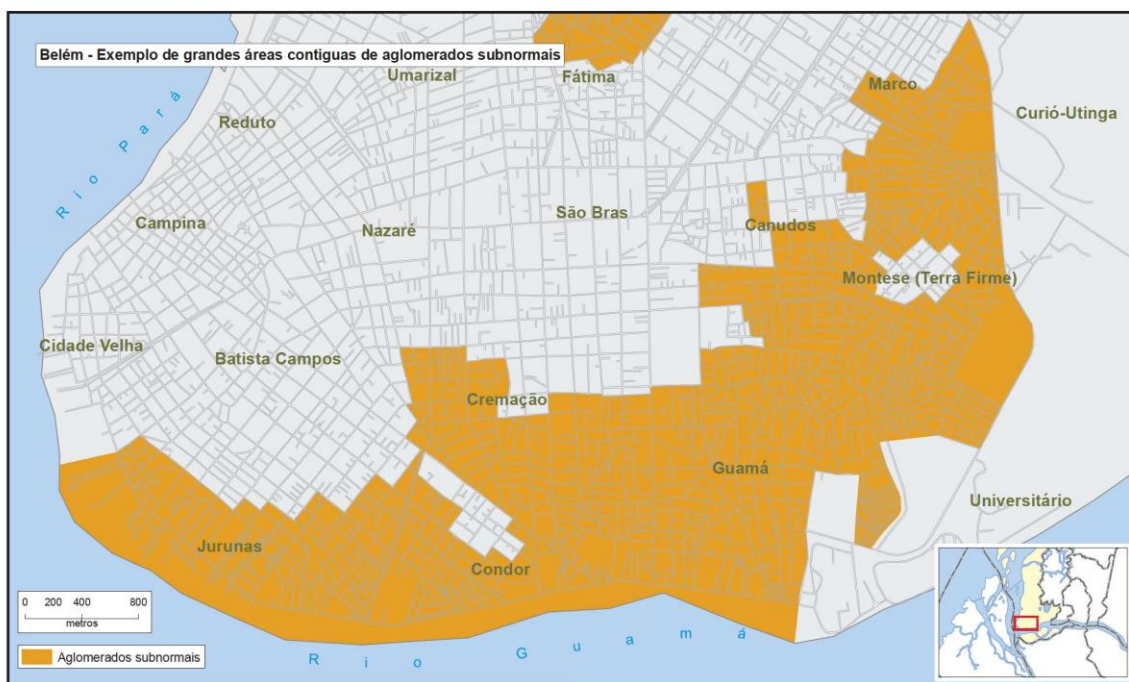 Belém - Exemplo de grandes áreas contiguas de aglomerados subnormais
Umarizal
Fátima
Marco
Curió-Utinga
Rio Pará
Reduto
Campina
Nazaré
São Bras
Canudos
Montese (Terra Firme)
Cidade Velha
Batista Campos
Cremação
Guamá
Universitário
Jurunas
Condor
Rio Guamá
0 200 400 800
metros
Aglomerados subnormais